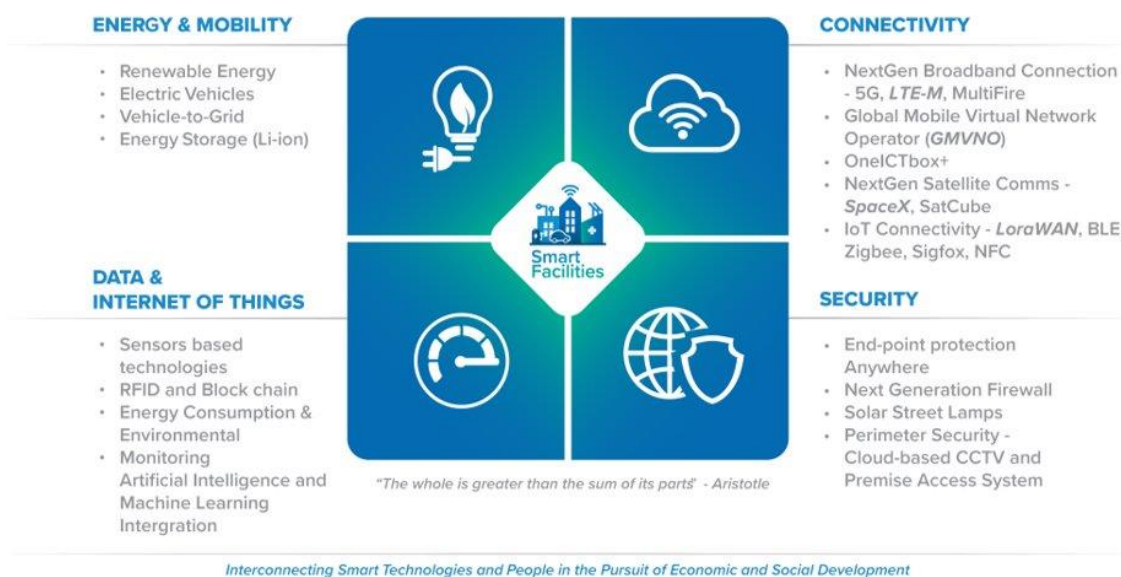 ENERGY & MOBILITY
• Renewable Energy
• Electric Vehicles
• Vehicle-to-Grid
• Energy Storage (Li-ion)
CONNECTIVITY
• NextGen Broadband Connection
- 5G, LTE-M, MultiFire
• Global Mobile Virtual Network
Operator (GMVNO)
• OneICTbox+
• NextGen Satellite Comms -
SpaceX, SatCube
• IoT Connectivity - LoraWAN, BLE
Zigbee, Sigfox, NFC
Smart
Facilities
DATA &
INTERNET OF THINGS
• Sensors based
technologies
• RFID and Block chain
• Energy Consumption &
Environmental
• Monitoring
Artificial Intelligence and
Machine Learning
Intergration
SECURITY
• End-point protection
Anywhere
• Next Generation Firewall
• Solar Street Lamps
• Perimeter Security -
Cloud-based CCTV and
Premise Access System
"The whole is greater than the sum of its parts" - Aristotle
Interconnecting Smart Technologies and People in the Pursuit of Economic and Social Development